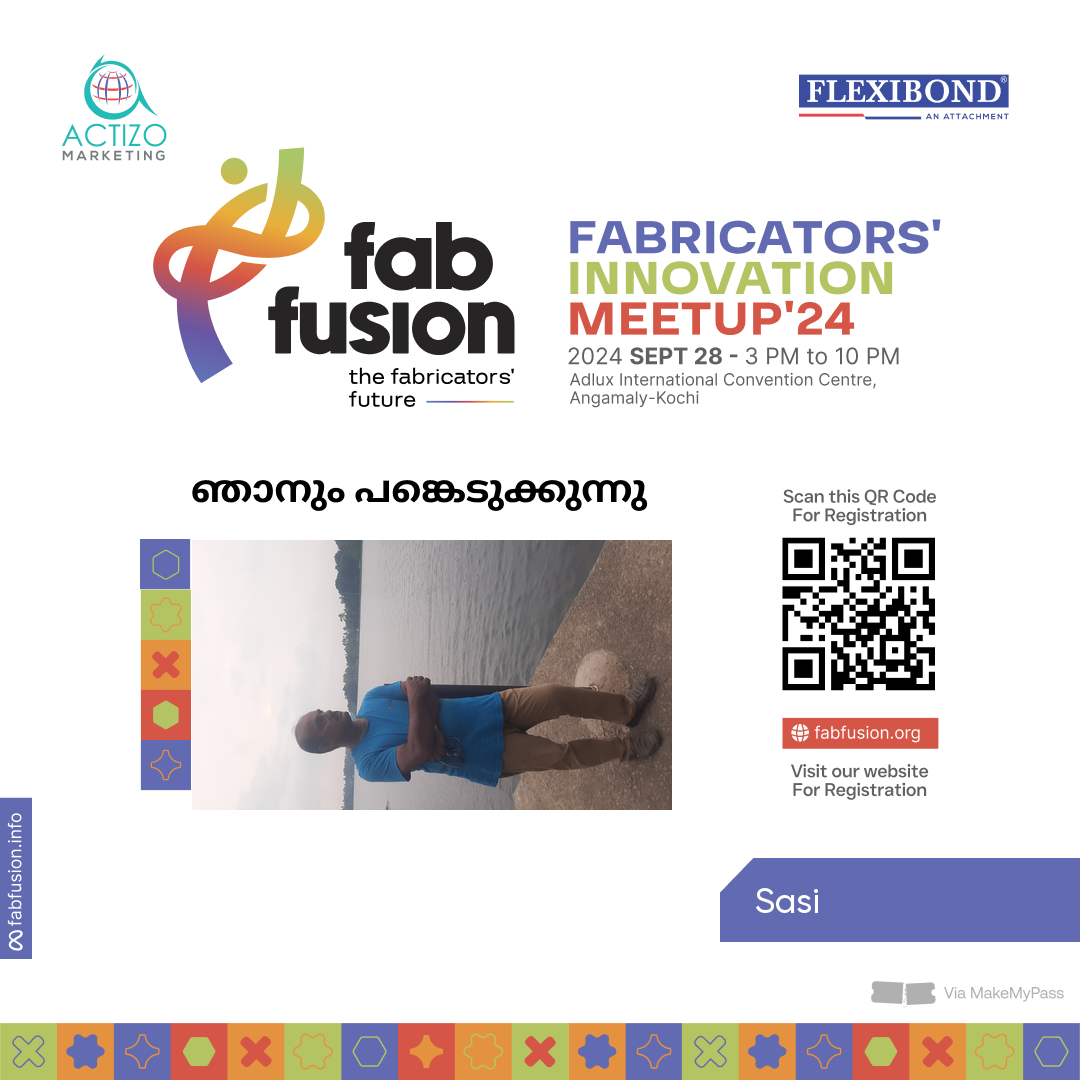 ACTIZO
MARKETING
FLEXIBOND®
AN ATTACHMENT
fab
fusion
the fabricators'
future
FABRICATORS'
INNOVATION
MEETUP'24
2024 SEPT 28 - 3 PM to 10 PM
Adlux International Convention Centre,
Angamaly-Kochi
ഞാനും പങ്കെടുക്കുന്നു
Scan this QR Code
For Registration
fabfusion.org
Visit our website
For Registration
fabfusion.info
Sasi
Via MakeMyPass